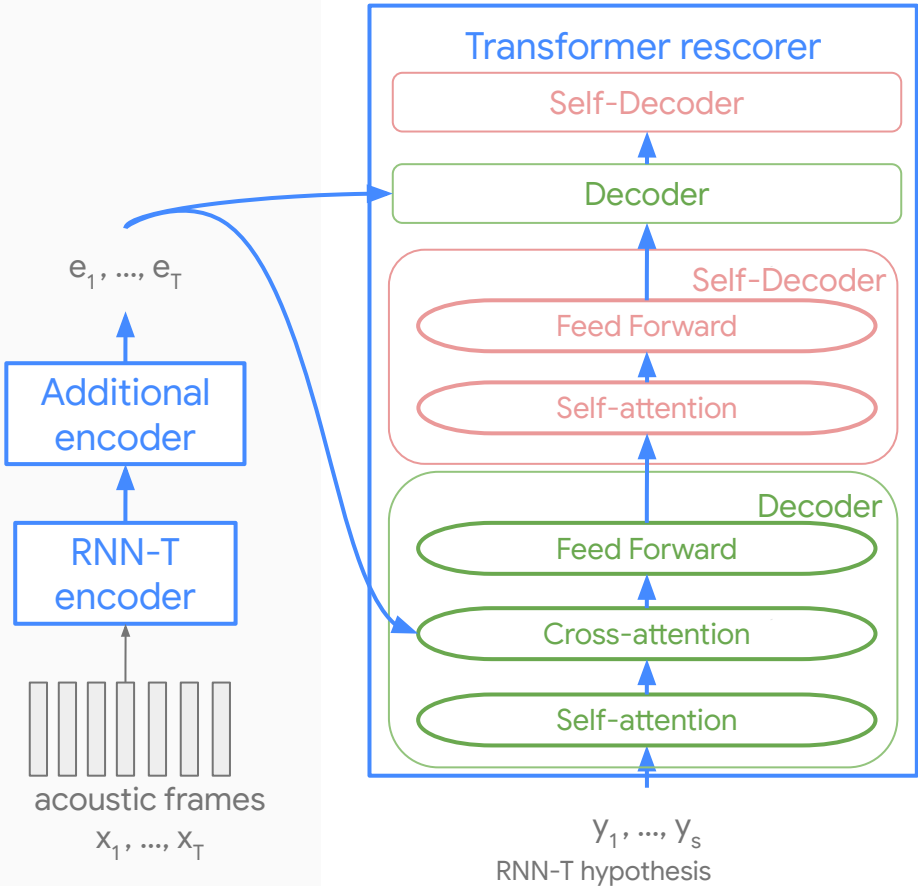 Transformer rescorer
Self-Decoder
Decoder
Self-Decoder
Feed Forward
Self-attention
Decoder
Feed Forward
Cross-attention
Self-attention
y1, ..., ys
RNN-T hypothesis
e1, ..., eT
Additional
encoder
RNN-T
encoder
acoustic frames
x1, ..., xT